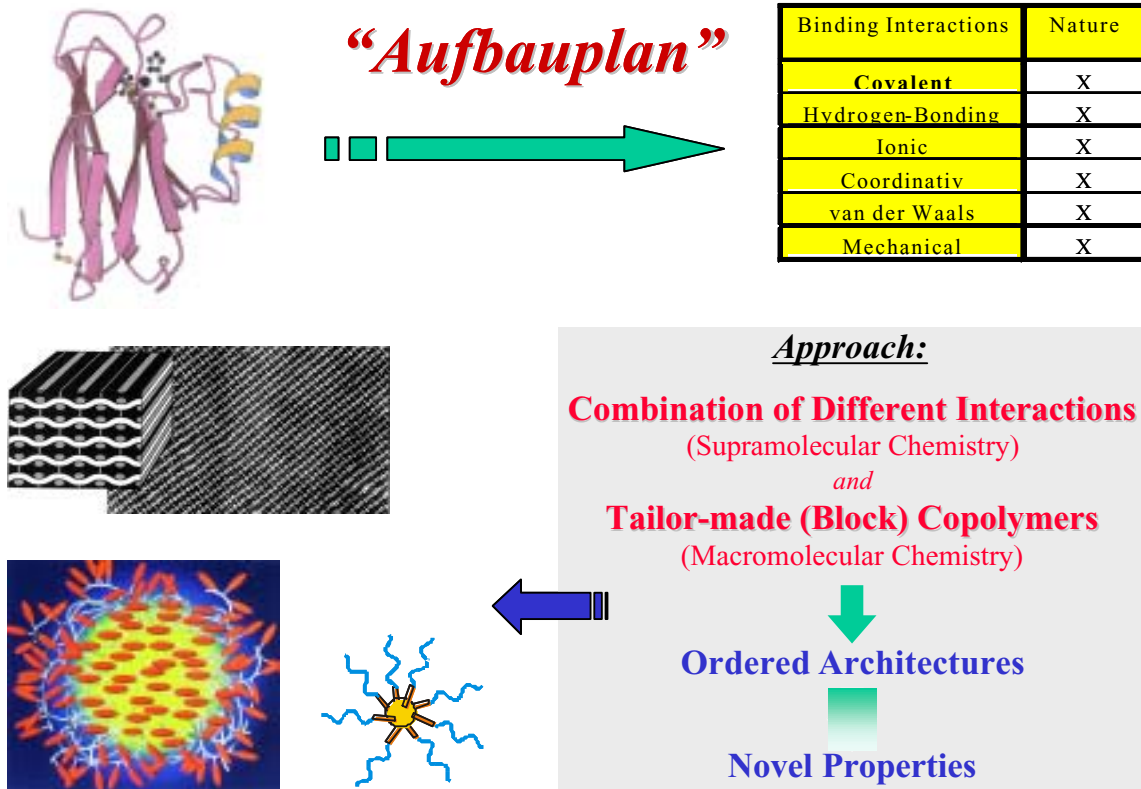 “Aufbauplan”
Binding Interactions Nature
Covalent X
Hydrogen-Bonding X
Ionic X
Coordinativ X
van der Waals X
Mechanical X
Approach:
Combination of Different Interactions
(Supramolecular Chemistry)
and
Tailor-made (Block) Copolymers
(Macromolecular Chemistry)
Ordered Architectures
Novel Properties